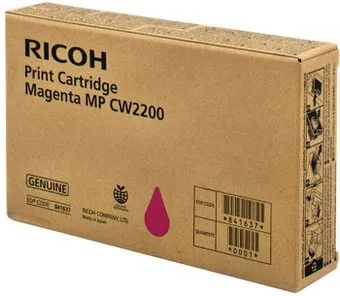 RICOH
Print Cartridge
Magenta MP CW2200
GENUINE
EDP CODE 841637
RICOH COMPANY, LTD.
EDP CODE
*841637*
QUANTITY
*0001*